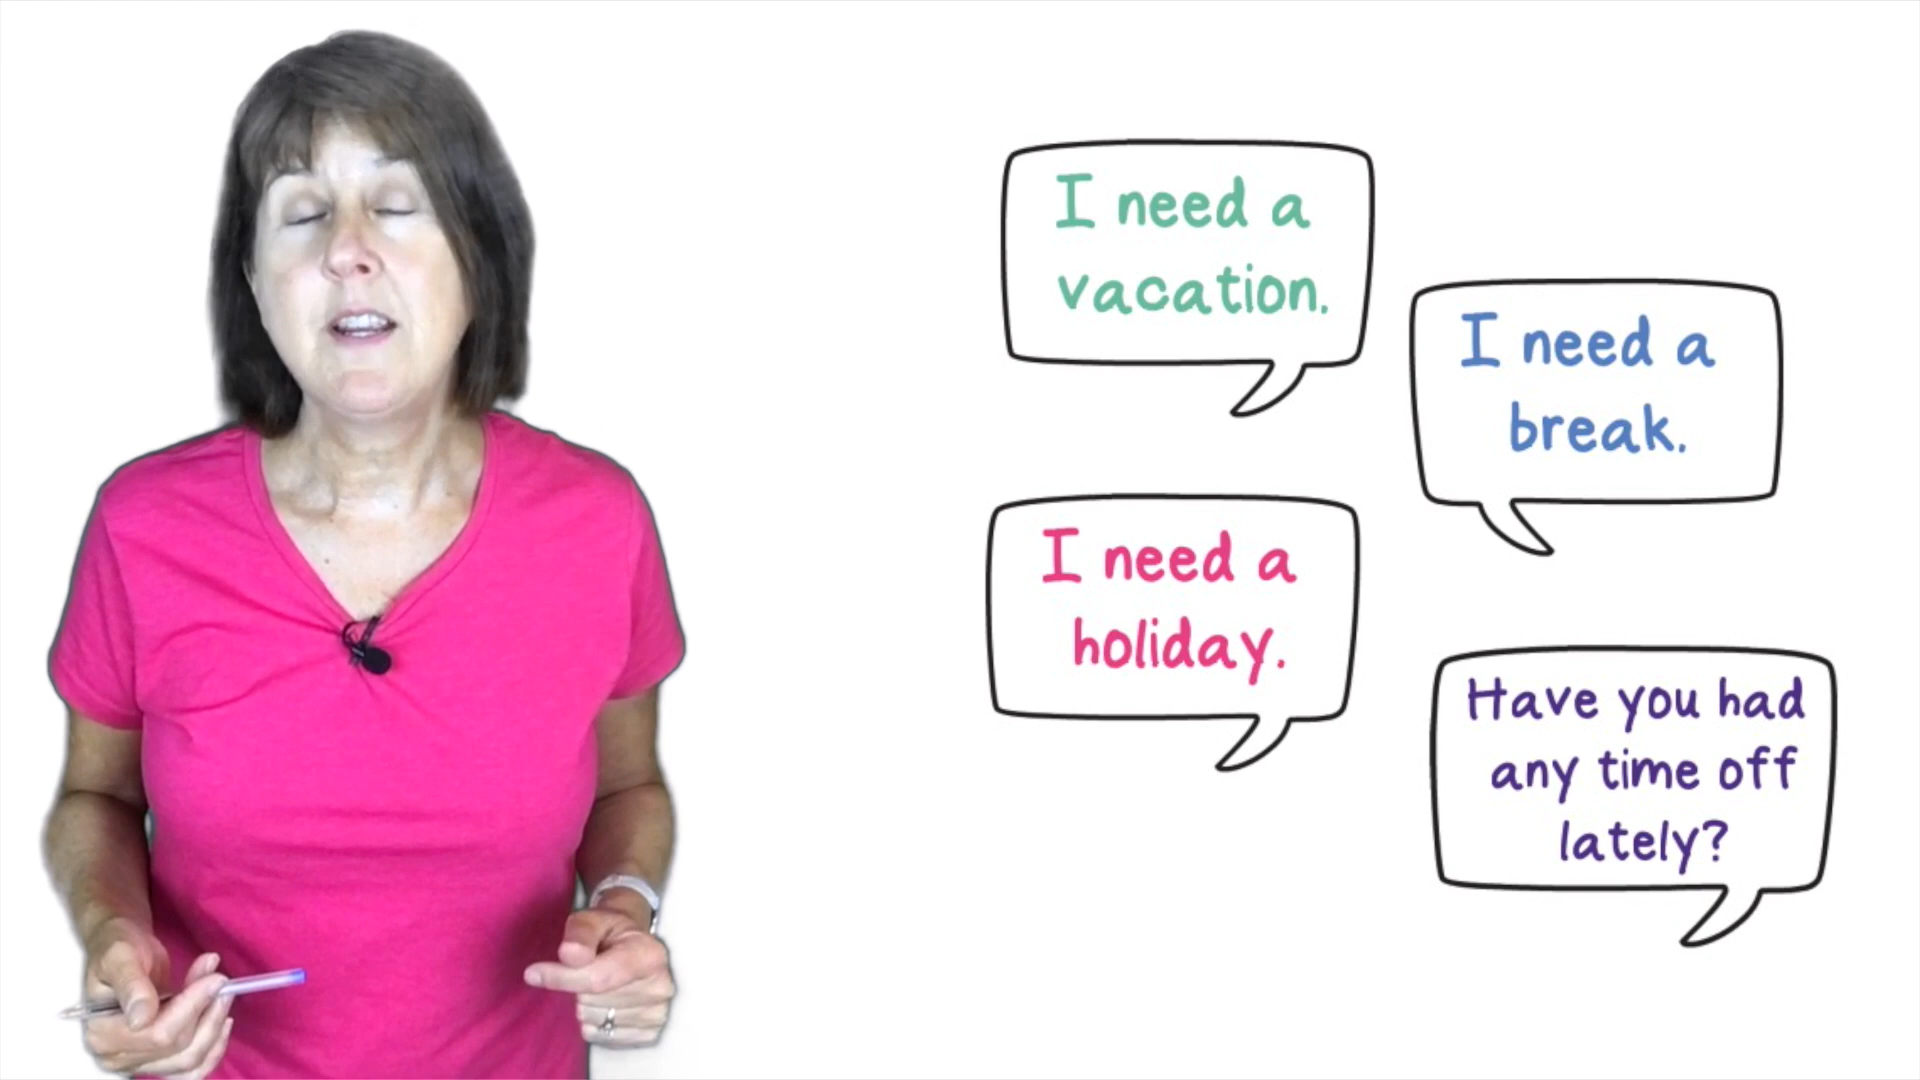 I need a
vacation.
I need a
break.
I need a
holiday.
Have you had
any time off
lately?